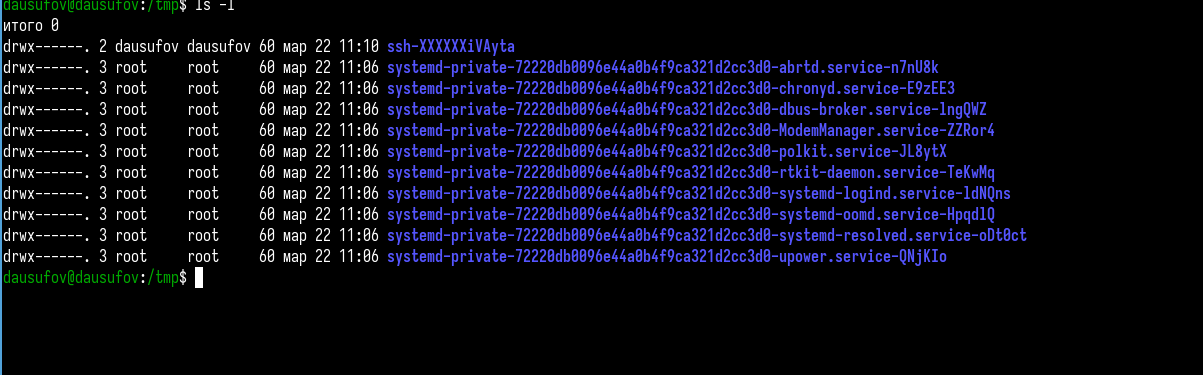 dausufov@dausufov:/tmp$ ls -l
итого 0
drwx------. 2 dausufov dausufov 60 мар 22 11:10 ssh-XXXXXXiVAyta
drwx------. 3 root     root     60 мар 22 11:06 systemd-private-72220db0096e44a0b4f9ca321d2cc3d0-abrtd.service-n7nU8k
drwx------. 3 root     root     60 мар 22 11:06 systemd-private-72220db0096e44a0b4f9ca321d2cc3d0-chronyd.service-E9zEE3
drwx------. 3 root     root     60 мар 22 11:06 systemd-private-72220db0096e44a0b4f9ca321d2cc3d0-dbus-broker.service-lngQWZ
drwx------. 3 root     root     60 мар 22 11:06 systemd-private-72220db0096e44a0b4f9ca321d2cc3d0-ModemManager.service-ZZRor4
drwx------. 3 root     root     60 мар 22 11:06 systemd-private-72220db0096e44a0b4f9ca321d2cc3d0-polkit.service-JL8ytX
drwx------. 3 root     root     60 мар 22 11:06 systemd-private-72220db0096e44a0b4f9ca321d2cc3d0-rtkit-daemon.service-TeKwMq
drwx------. 3 root     root     60 мар 22 11:06 systemd-private-72220db0096e44a0b4f9ca321d2cc3d0-systemd-logind.service-ldNQns
drwx------. 3 root     root     60 мар 22 11:06 systemd-private-72220db0096e44a0b4f9ca321d2cc3d0-systemd-oomd.service-HpqdlQ
drwx------. 3 root     root     60 мар 22 11:06 systemd-private-72220db0096e44a0b4f9ca321d2cc3d0-systemd-resolved.service-oDt0ct
drwx------. 3 root     root     60 мар 22 11:06 systemd-private-72220db0096e44a0b4f9ca321d2cc3d0-upower.service-QNjKIo
dausufov@dausufov:/tmp$